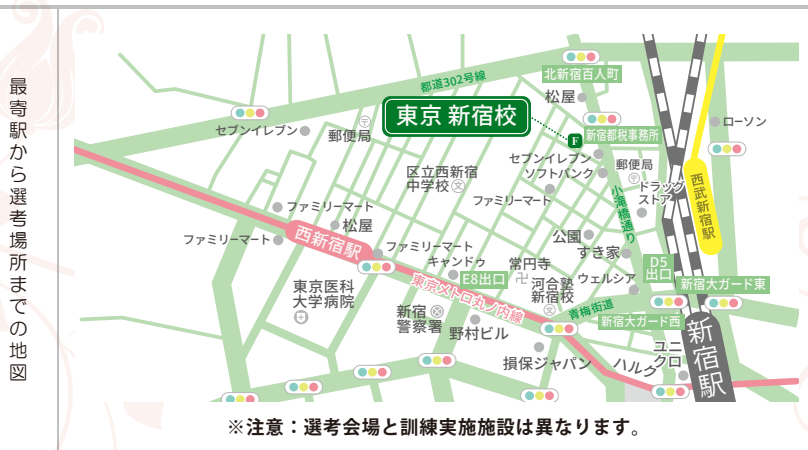 最寄駅から選考場所までの地図
都道302号線
北新宿百人町
松屋
東京 新宿校
セブンイレブン
郵便局
F
新宿都税事務所
ローソン
セブンイレブン
ソフトバンク
郵便局
区立西新宿
中学校
ファミリーマート
ドラッグ
ストア
西武新宿駅
小滝橋通り
ファミリーマート
松屋
公園
ファミリーマート
西新宿駅
ファミリーマート
すき家
キャンドゥ
常円寺
D5
出口
E8出口
河合塾
新宿校
ウェルシア
新宿大ガード東
東京医科
大学病院
東京メトロ丸ノ内線
青梅街道
新宿
警察署
野村ビル
新宿大ガード西
新宿駅
ユニ
クロ
損保ジャパン
ハルク
※注意：選考会場と訓練実施施設は異なります。